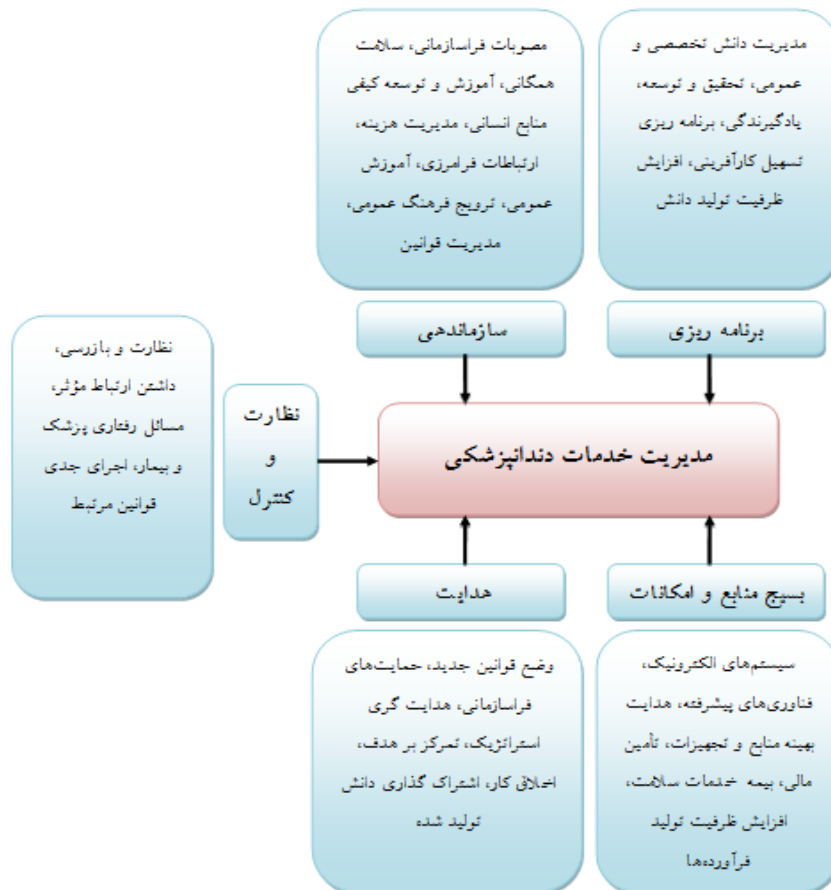 مدیریت دانش تخصصی و
عمومی، تحقیق و توسعه،
یادگیرندگی، برنامه ریزی
تسهیل کارآفرینی، افزایش
ظرفیت تولید دانش
مصوبات فراسازمانی، سلامت
همگانی، آموزش و توسعه کیفی
منابع انسانی، مدیریت هزینه،
ارتباطات فرامرزی، آموزش
عمومی، ترویج فرهنگ عمومی،
مدیریت قوانین
برنامه ریزی
سازماندهی
مدیریت خدمات دندانپزشکی
نظارت
و
کنترل
نظارت و بازرسی،
داشتن ارتباط مؤثر،
مسائل رفتاری پزشک
و بیمار، اجرای جدی
قوانین مرتبط
بسیج منابع و امکانات
هدایت
سیستم‌های الکترونیک،
فناوری‌های پیشرفته، هدایت
بهینه منابع و تجهیزات، تأمین
مالی، بیمه خدمات سلامت،
افزایش ظرفیت تولید
فرآورده‌ها
وضع قوانین جدید، حمایت‌های
فراسازمانی، هدایت گری
استراتژیک، تمرکز بر هدف،
اخلاق کار، اشتراک گذاری دانش
تولید شده